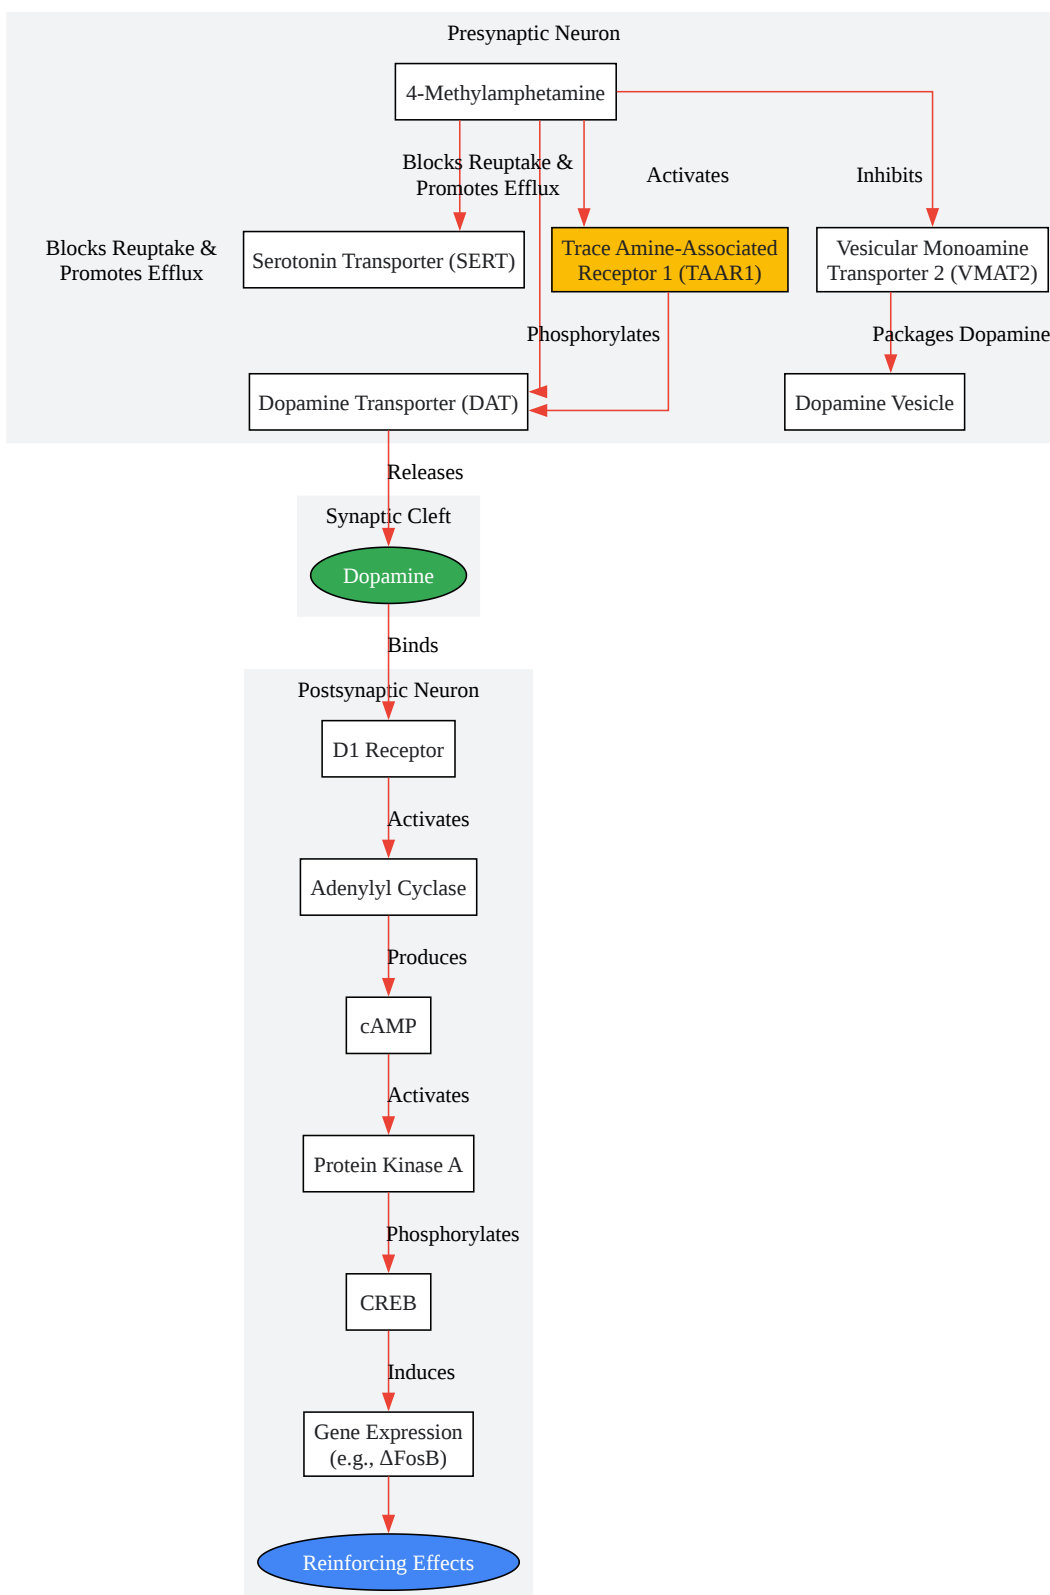 Presynaptic Neuron
4-Methylamphetamine
Blocks Reuptake &
Promotes Efflux
Activates
Inhibits
Blocks Reuptake &
Promotes Efflux
Serotonin Transporter (SERT)
Trace Amine-Associated
Receptor 1 (TAAR1)
Vesicular Monoamine
Transporter 2 (VMAT2)
Phosphorylates
Packages Dopamine
Dopamine Transporter (DAT)
Dopamine Vesicle
Releases
Synaptic Cleft
Dopamine
Binds
Postsynaptic Neuron
D1 Receptor
Activates
Adenylyl Cyclase
Produces
cAMP
Activates
Protein Kinase A
Phosphorylates
CREB
Induces
Gene Expression
(e.g., ΔFosB)
Reinforcing Effects